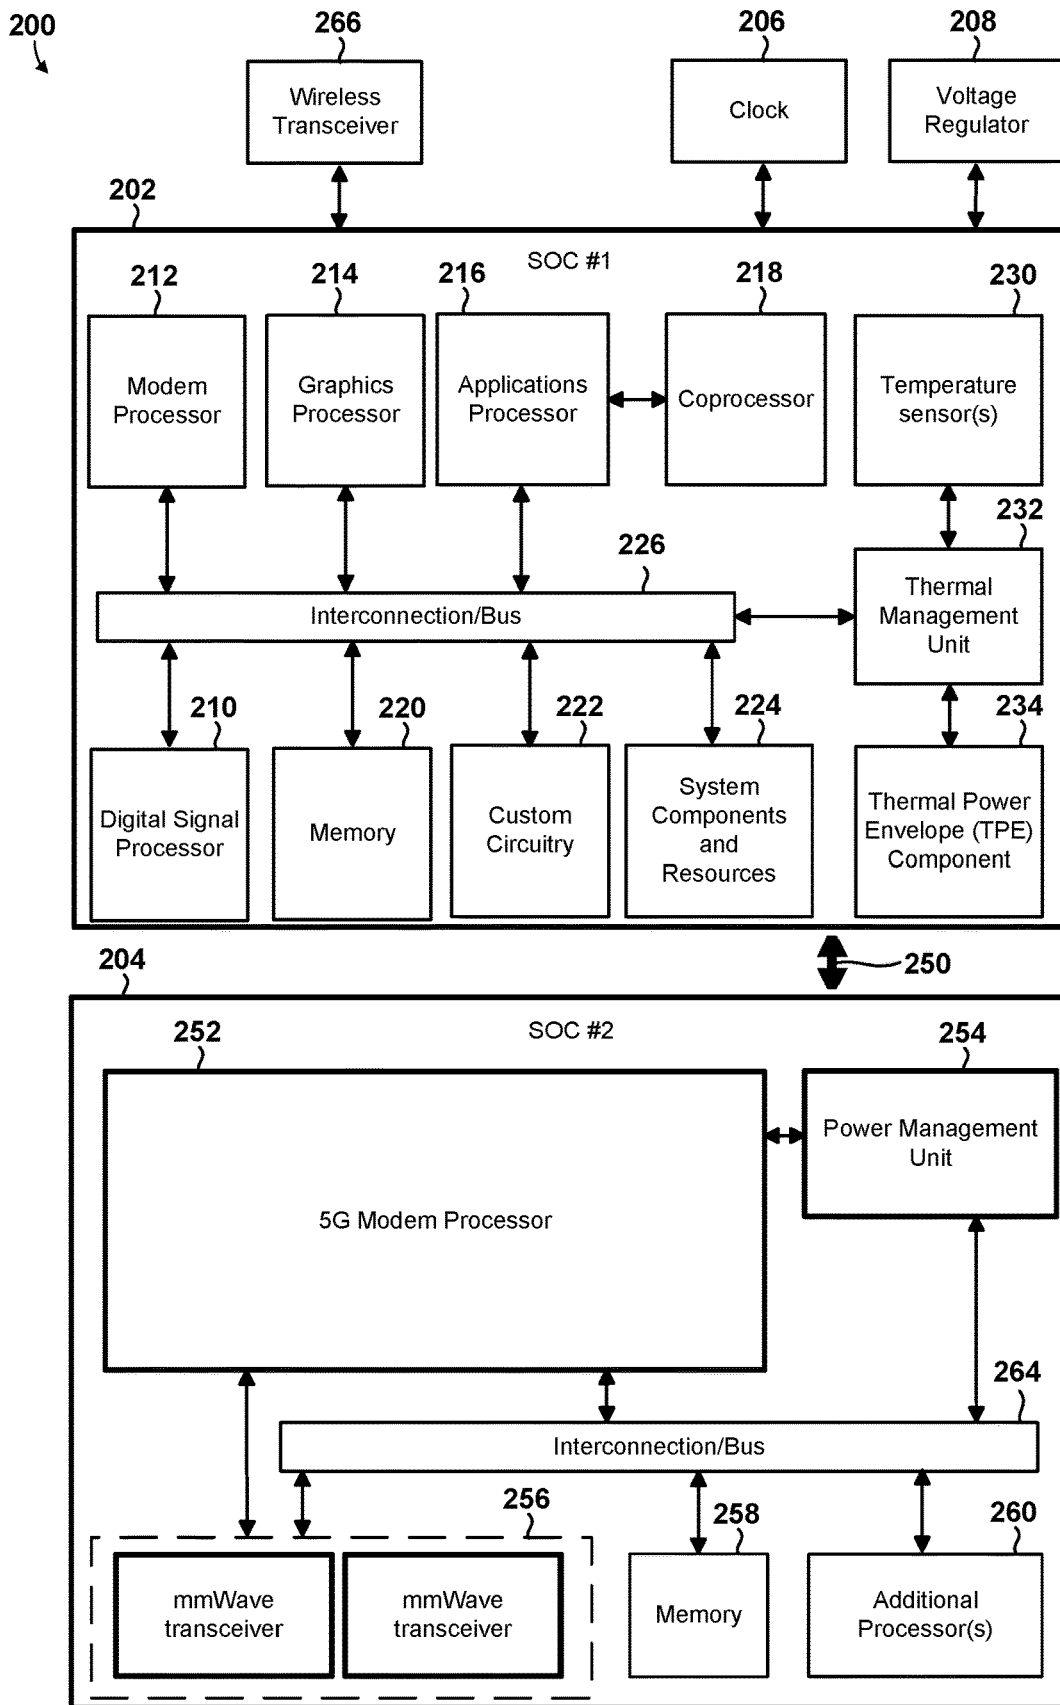 200
266
206
208
Wireless
Transceiver
Clock
Voltage
Regulator
202
SOC #1
212
214
216
218
230
Modem
Processor
Graphics
Processor
Applications
Processor
Coprocessor
Temperature
sensor(s)
232
226
Interconnection/Bus
Thermal
Management
Unit
210
220
222
224
234
Digital Signal
Processor
Memory
Custom
Circuitry
System
Components
and
Resources
Thermal Power
Envelope (TPE)
Component
250
204
SOC #2
252
254
5G Modem Processor
Power Management
Unit
264
Interconnection/Bus
256
258
260
mmWave
transceiver
mmWave
transceiver
Memory
Additional
Processor(s)